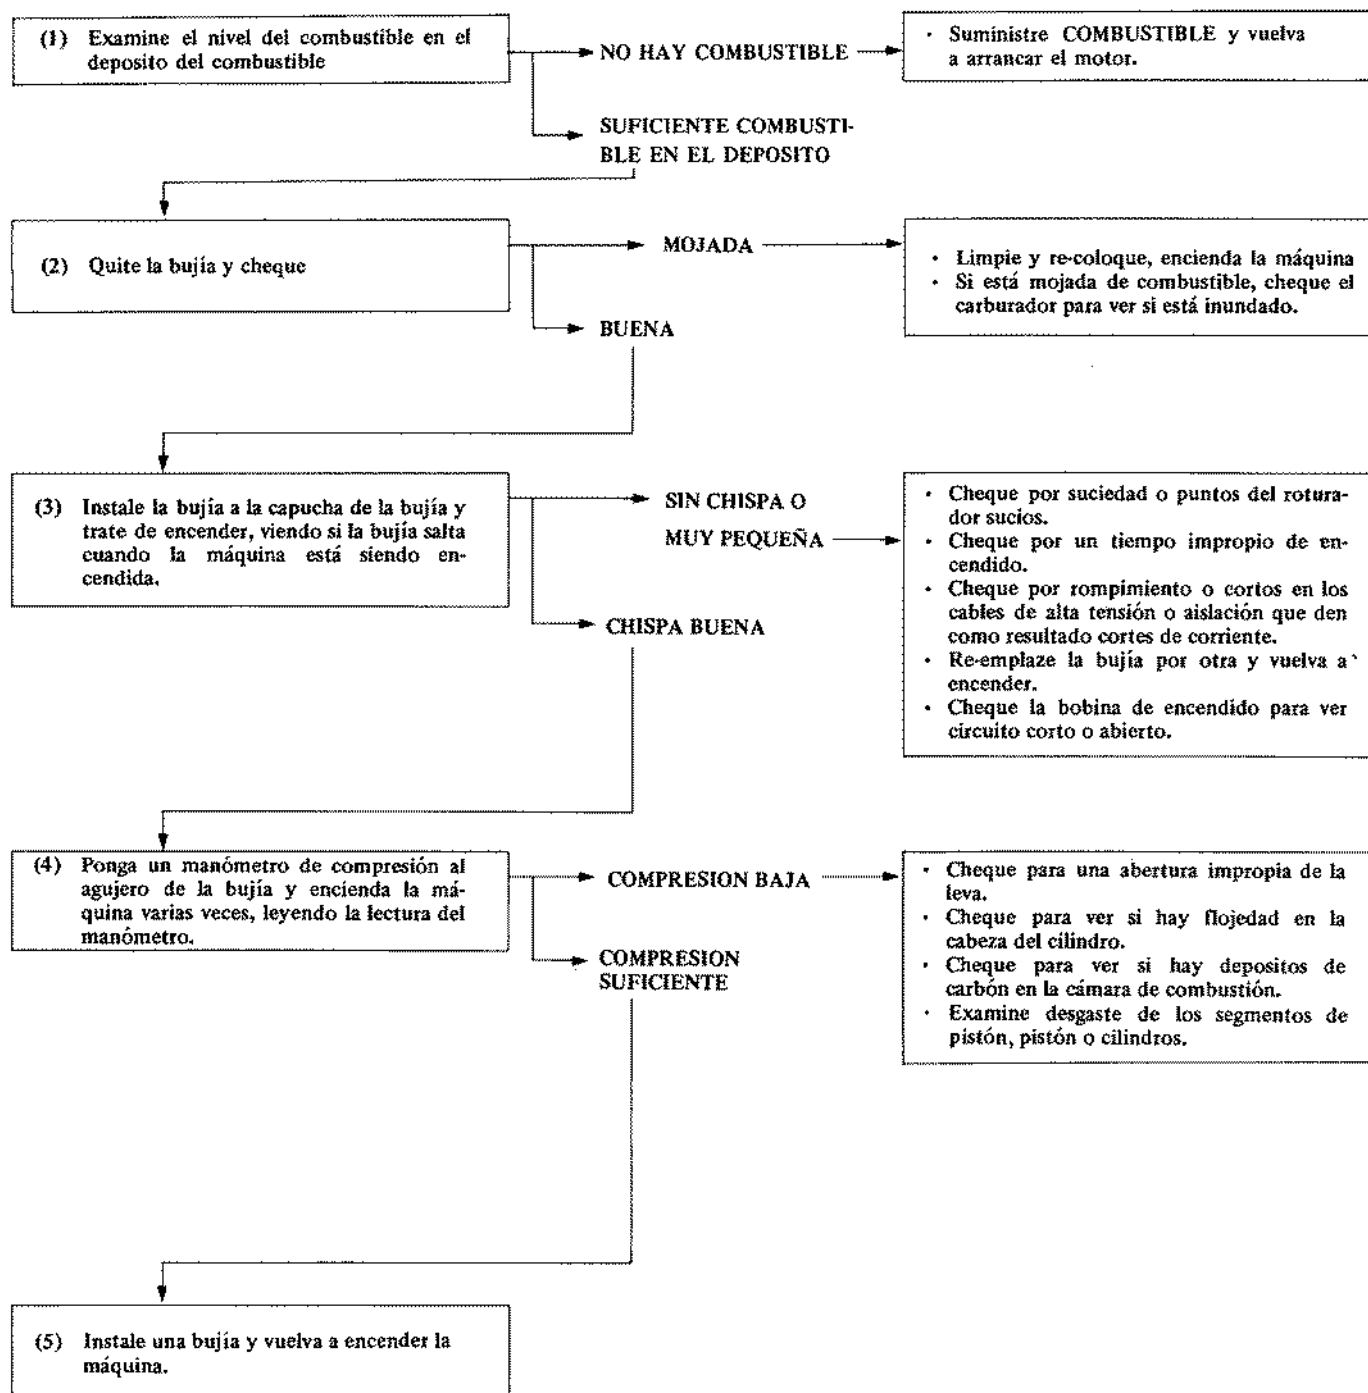 (1) Examine el nivel del combustible en el
deposito del combustible
NO HAY COMBUSTIBLE
· Suministre COMBUSTIBLE y vuelva
a arrancar el motor.
SUFICIENTE COMBUSTI-
BLE EN EL DEPOSITO
(2) Quite la bujía y cheque
MOJADA
· Limpie y re-coloque, encienda la máquina
· Si está mojada de combustible, cheque el
carburador para ver si está inundado.
BUENA
(3) Instale la bujía a la capucha de la bujía y
trate de encender, viendo si la bujía salta
cuando la máquina está siendo en-
cendida.
SIN CHISPA O
MUY PEQUEÑA
· Cheque por suciedad o puntos del rotura-
dor sucios.
· Cheque por un tiempo impropio de en-
cendido.
· Cheque por rompimiento o cortos en los
cables de alta tensión o aislación que den
como resultado cortes de corriente.
· Re-emplaze la bujía por otra y vuelva a
encender.
· Cheque la bobina de encendido para ver
circuito corto o abierto.
CHISPA BUENA
(4) Ponga un manómetro de compresión al
agujero de la bujía y encienda la má-
quina varias veces, leyendo la lectura del
manómetro.
COMPRESION BAJA
· Cheque para una abertura impropia de la
leva.
· Cheque para ver si hay flojedad en la
cabeza del cilindro.
· Cheque para ver si hay depositos de
carbón en la cámara de combustión.
· Examine desgaste de los segmentos de
pistón, pistón o cilindros.
COMPRESION
SUFICIENTE
(5) Instale una bujía y vuelva a encender la
máquina.